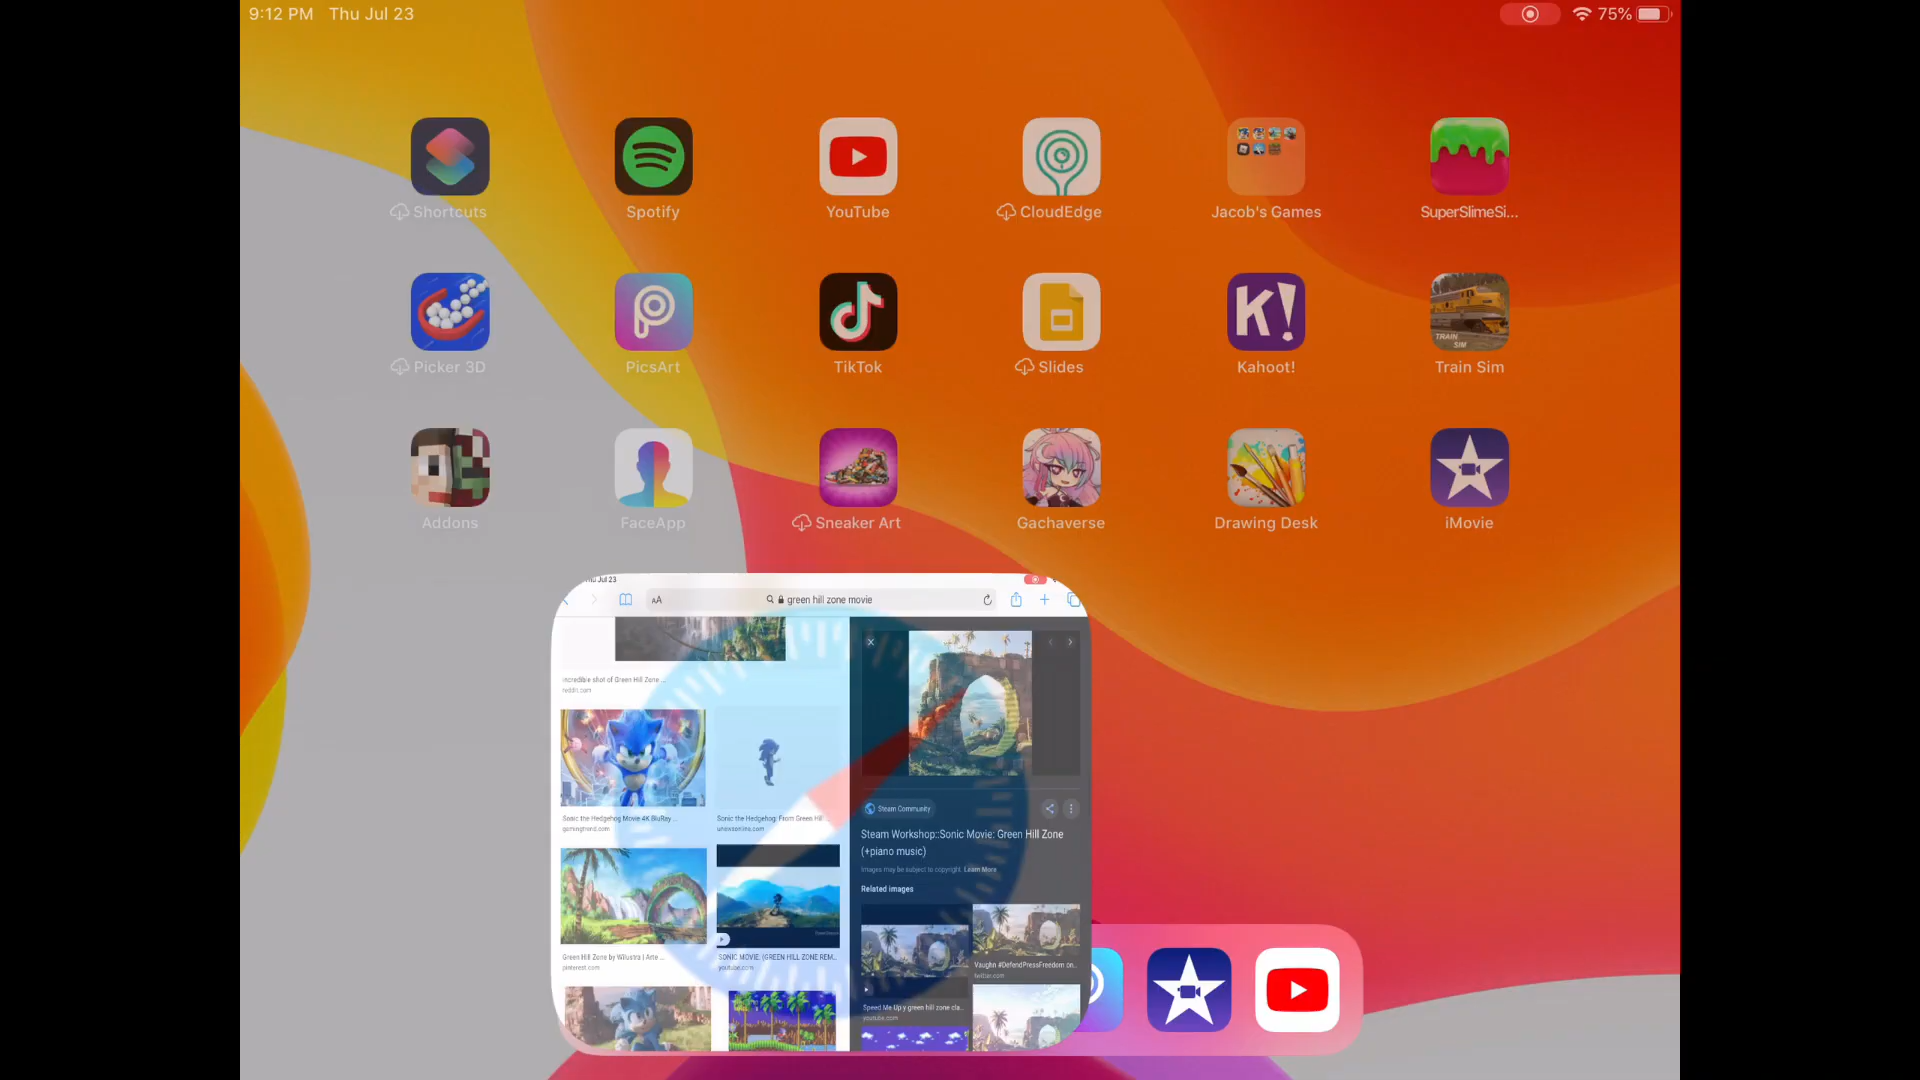 9:12 PM Thu Jul 23
75%
Shortcuts
Spotify
YouTube
CloudEdge
Jacob's Games
SuperSlimeSi...
Picker 3D
PicsArt
TikTok
Slides
K!
Kahoot!
TRAIN SIM
Train Sim
Addons
FaceApp
Sneaker Art
Gachaverse
Drawing Desk
iMovie
Thu Jul 23
AA
green hill zone movie
incredible shot of Green Hill Zone ...
reddit.com
Sonic the Hedgehog Movie 4K BluRay ...
gamingtrend.com
Sonic the Hedgehog: From Green Hil...
Green Hill Zone by Wilustra | Arte ...
pinterest.com
SONIC MOVIE: (GREEN HILL ZONE REM...
youtube.com
Steam Community
Steam Workshop::Sonic Movie: Green Hill Zone
(+piano music)
Images may be subject to copyright. Learn More
Related images
Vaughn #DefendPressFreedom on...
twitter.com
Speed Me Up y green hill zone cla...
youtube.com